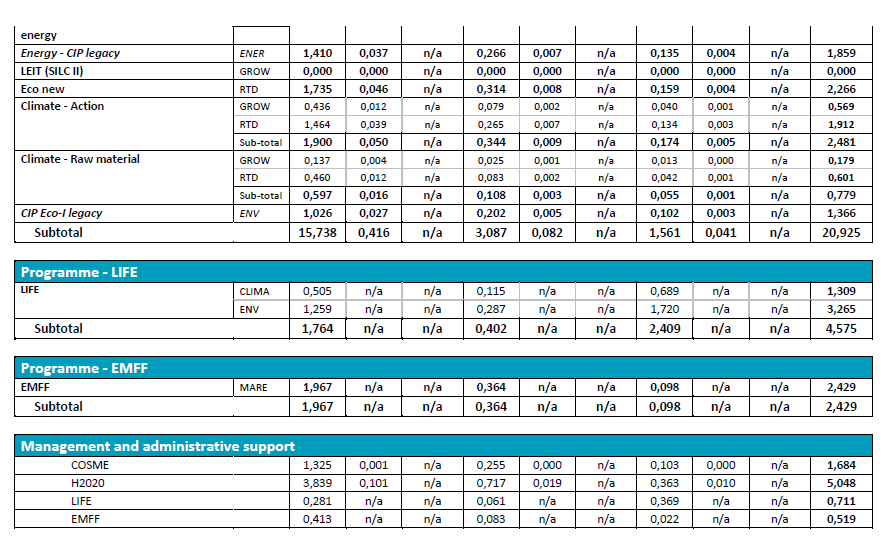 energy
Energy - CIP legacy ENER 1,410 0,037 n/a 0,266 0,007 n/a 0,135 0,004 n/a 1,859
LEIT (SILC II) GROW 0,000 0,000 n/a 0,000 0,000 n/a 0,000 0,000 n/a 0,000
Eco new RTD 1,735 0,046 n/a 0,314 0,008 n/a 0,159 0,004 n/a 2,266
Climate - Action GROW 0,436 0,012 n/a 0,079 0,002 n/a 0,040 0,001 n/a 0,569
RTD 1,464 0,039 n/a 0,265 0,007 n/a 0,134 0,003 n/a 1,912
Sub-total 1,900 0,050 n/a 0,344 0,009 n/a 0,174 0,005 n/a 2,481
Climate - Raw material GROW 0,137 0,004 n/a 0,025 0,001 n/a 0,013 0,000 n/a 0,179
RTD 0,460 0,012 n/a 0,083 0,002 n/a 0,042 0,001 n/a 0,601
Sub-total 0,597 0,016 n/a 0,108 0,003 n/a 0,055 0,001 n/a 0,779
CIP Eco-I legacy ENV 1,026 0,027 n/a 0,202 0,005 n/a 0,102 0,003 n/a 1,366
Subtotal 15,738 0,416 n/a 3,087 0,082 n/a 1,561 0,041 n/a 20,925
Programme - LIFE
LIFE CLIMA 0,505 n/a n/a 0,115 n/a n/a 0,689 n/a n/a 1,309
ENV 1,259 n/a n/a 0,287 n/a n/a 1,720 n/a n/a 3,265
Subtotal 1,764 n/a n/a 0,402 n/a n/a 2,409 n/a n/a 4,575
Programme - EMFF
EMFF MARE 1,967 n/a n/a 0,364 n/a n/a 0,098 n/a n/a 2,429
Subtotal 1,967 n/a n/a 0,364 n/a n/a 0,098 n/a n/a 2,429
Management and administrative support
COSME 1,325 0,001 n/a 0,255 0,000 n/a 0,103 0,000 n/a 1,684
H2020 3,839 0,101 n/a 0,717 0,019 n/a 0,363 0,010 n/a 5,048
LIFE 0,281 n/a n/a 0,061 n/a n/a 0,369 n/a n/a 0,711
EMFF 0,413 n/a n/a 0,083 n/a n/a 0,022 n/a n/a 0,519